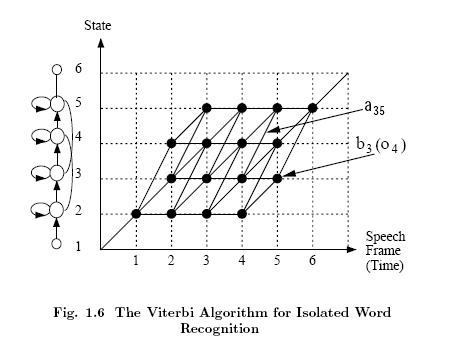 State
6
5
4
3
2
1
a35
b3(o4)
1 2 3 4 5 6
Speech
Frame
(Time)
Fig. 1.6 The Viterbi Algorithm for Isolated Word
Recognition